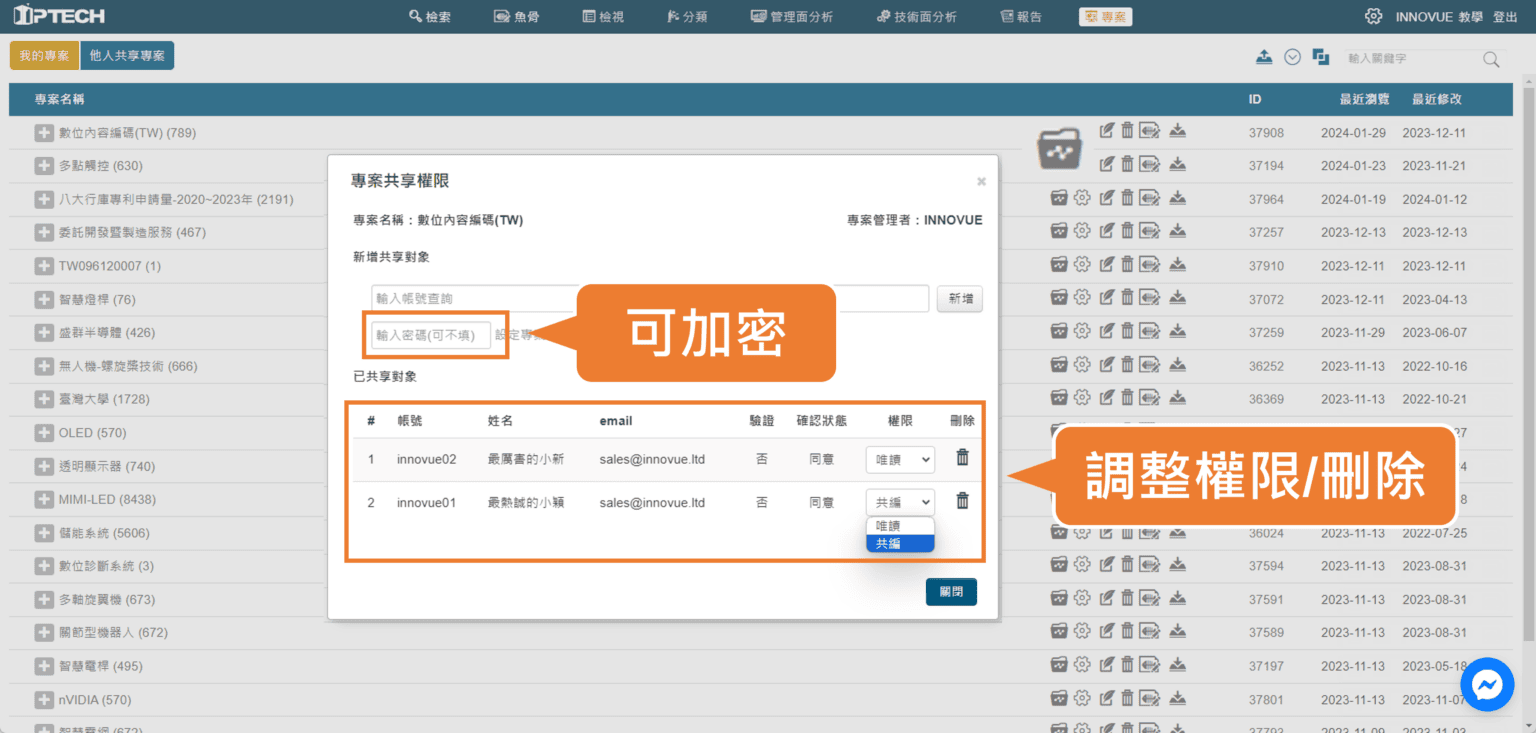 IPTECH
檢索 魚骨 檢視 分類 管理面分析 技術面分析 報告 專案 INNOVUE 教學 登出
我的專案 他人共享專案 輸入關鍵字
專案名稱 ID 最近瀏覽 最近修改
數位內容編碼(TW) (789) 37908 2024-01-29 2023-12-11
多點觸控 (630) 37194 2024-01-23 2023-11-21
八大行庫專利申請量-2020~2023年 (2191) 37964 2024-01-19 2024-01-12
委託開發暨製造服務 (467) 37257 2023-12-13 2023-12-13
TW096120007 (1) 37910 2023-12-11 2023-12-11
智慧燈桿 (76) 37072 2023-12-11 2023-04-13
盛群半導體 (426) 37259 2023-11-29 2023-06-07
無人機-螺旋槳技術 (666) 36252 2023-11-13 2022-10-16
臺灣大學 (1728) 36369 2023-11-13 2022-10-21
OLED (570) 27
透明顯示器 (740) 4
MIMI-LED (8438) 8
儲能系統 (5606) 36024 2023-11-13 2022-07-25
數位診斷系統 (3) 37594 2023-11-13 2023-08-31
多軸旋翼機 (673) 37591 2023-11-13 2023-08-31
關節型機器人 (672) 37589 2023-11-13 2023-08-31
智慧電桿 (495) 37197 2023-11-13 2023-05-18
nVIDIA (570) 37801 2023-11-13 2023-11-07
專案共享權限
專案名稱：數位內容編碼(TW) 專案管理者：INNOVUE
新增共享對象
輸入帳號查詢 新增
輸入密碼(可不填) 設定專
可加密
已共享對象
# 帳號 姓名 email 驗證 確認狀態 權限 刪除
1 innovue02 最厲害的小新 sales@innovue.ltd 否 同意 唯讀
2 innovue01 最熱誠的小穎 sales@innovue.ltd 否 同意 共編
唯讀
共編
調整權限/刪除
關閉